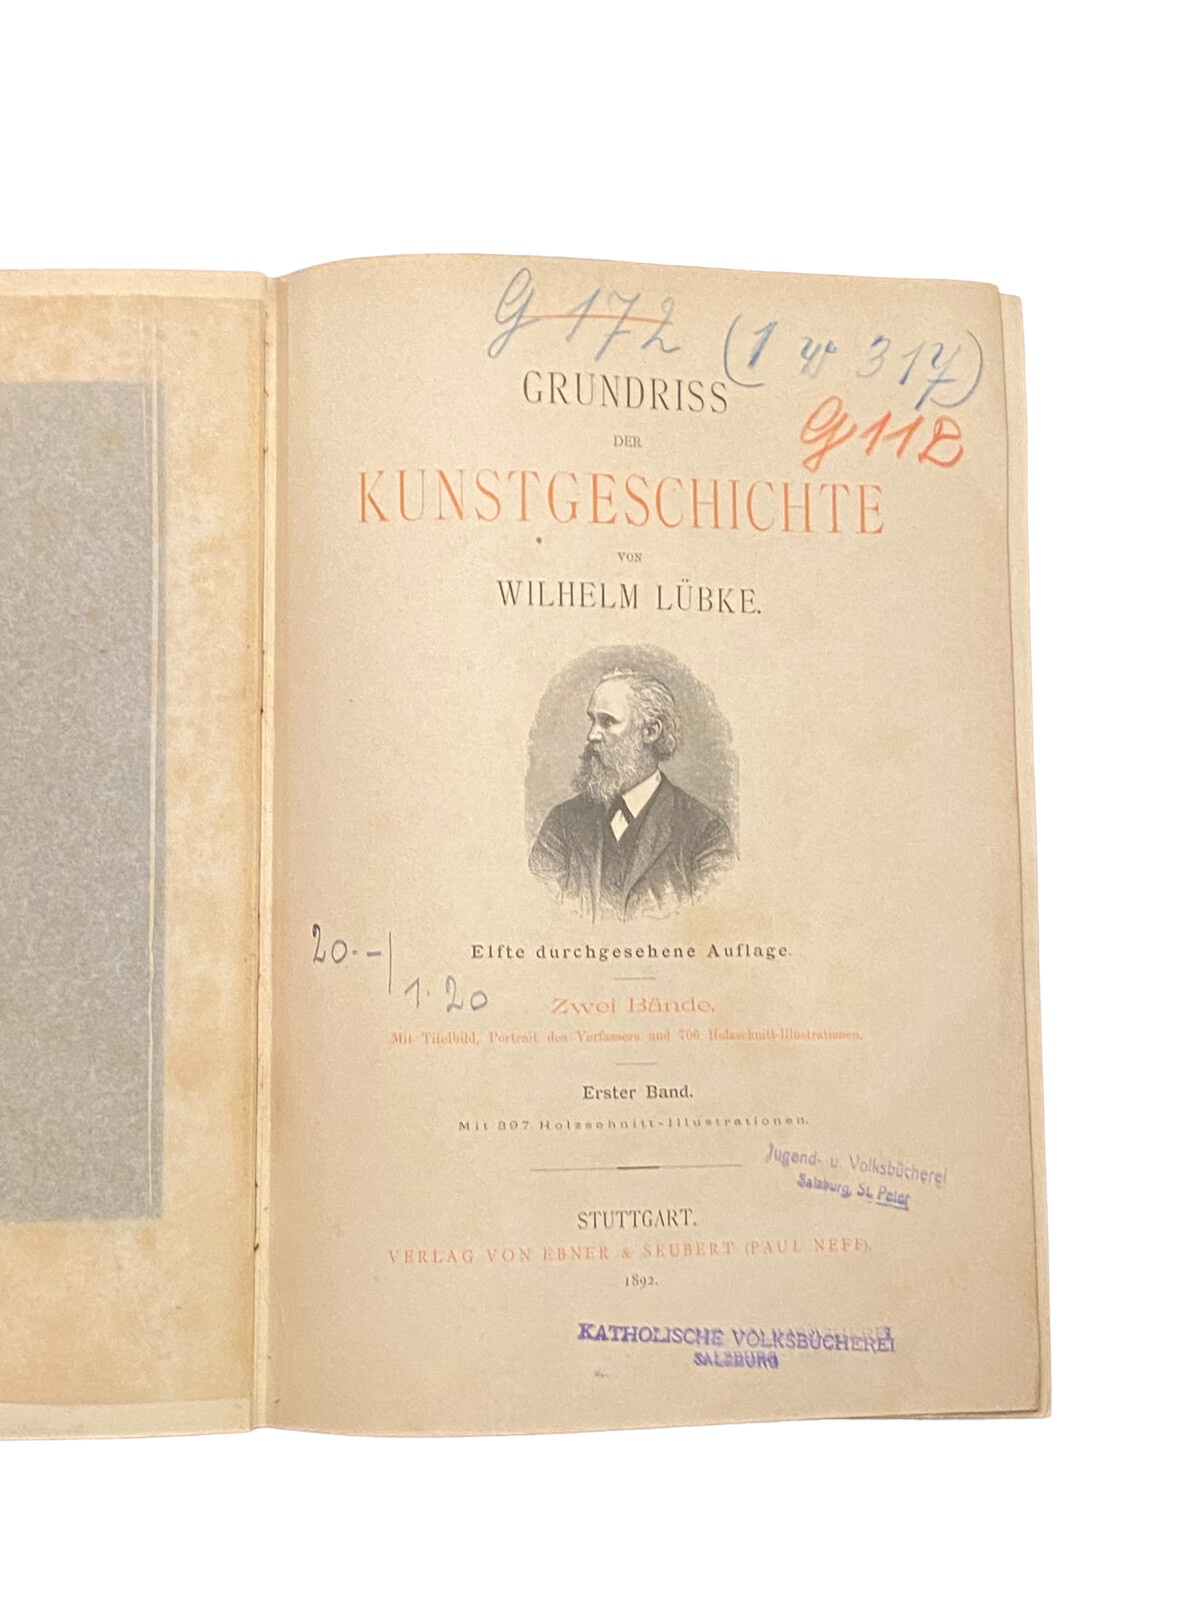 G 172
(1
317)
GRUNDRISS
G 112
DER
KUNSTGESCHICHTE
VON
WILHELM LÜBKE.
20.-
Elfte durchgesehene Auflage.
1.20
Zwei Bände.
Mit Titelbild, Portrait des Verfassers und 706 Holzschnitt-Illustrationen.
Erster Band.
Mit 397 Holzschnitt-Illustrationen.
Jugend- u. Volksbücherei
Salzburg, St. Peter
STUTTGART.
VERLAG VON EBNER & SEUBERT (PAUL NEFF).
1892.
KATHOLISCHE VOLKSBÜCHEREI
SALZBURG